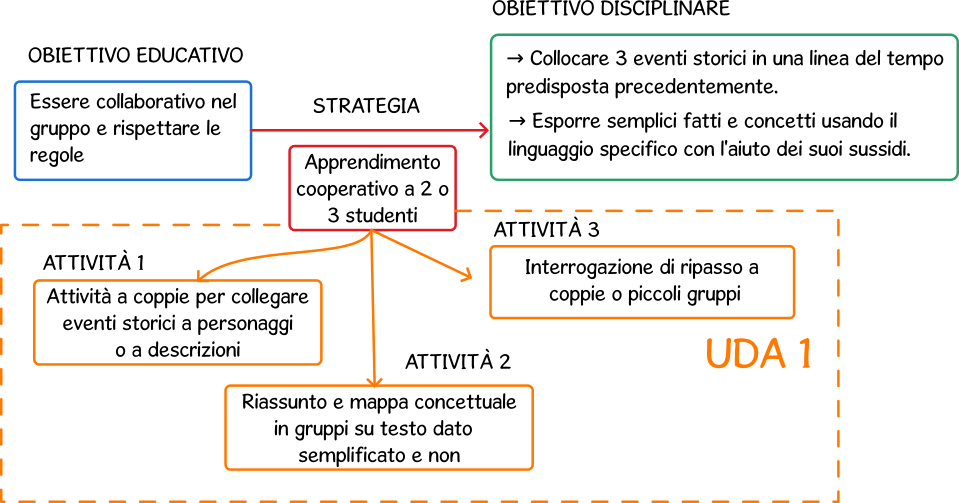 OBIETTIVO EDUCATIVO
Essere collaborativo nel
gruppo e rispettare le
regole
STRATEGIA
Apprendimento
cooperativo a 2 o
3 studenti
OBIETTIVO DISCIPLINARE
→ Collocare 3 eventi storici in una linea del tempo
predisposta precedentemente.
→ Esporre semplici fatti e concetti usando il
linguaggio specifico con l'aiuto dei suoi sussidi.
ATTIVITÀ 1
Attività a coppie per collegare
eventi storici a personaggi
o a descrizioni
ATTIVITÀ 2
Riassunto e mappa concettuale
in gruppi su testo dato
semplificato e non
ATTIVITÀ 3
Interrogazione di ripasso a
coppie o piccoli gruppi
UDA 1